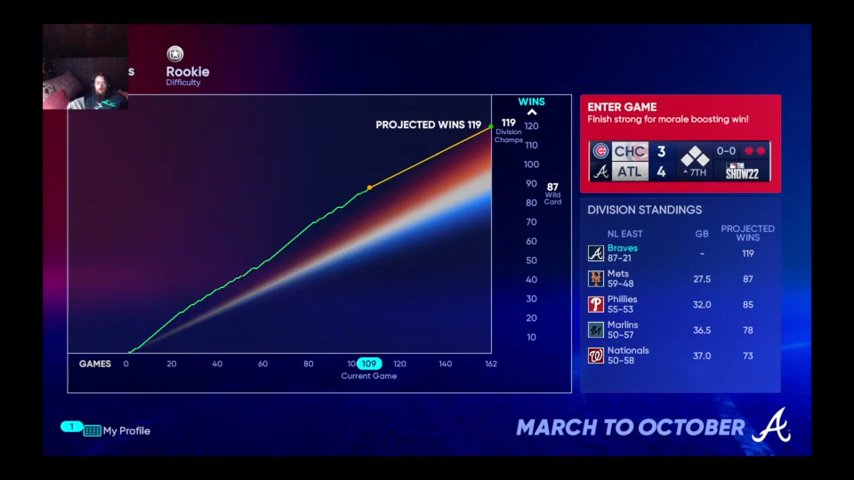 s
Rookie
Difficulty
WINS
PROJECTED WINS 119
119
Division
Champs
87
Wild
Card
120
110
100
90
80
70
60
50
40
30
20
10
GAMES 0 20 40 60 80 10 109 120 140 162
Current Game
ENTER GAME
Finish strong for morale boosting win!
CHC 3
ATL 4
7TH
0-0
MLB THE
SHOW22
DIVISION STANDINGS
NL EAST GB PROJECTED WINS
Braves
87-21 - 119
Mets
59-48 27.5 87
Phillies
55-53 32.0 85
Marlins
50-57 36.5 78
Nationals
50-58 37.0 73
1 My Profile
MARCH TO OCTOBER